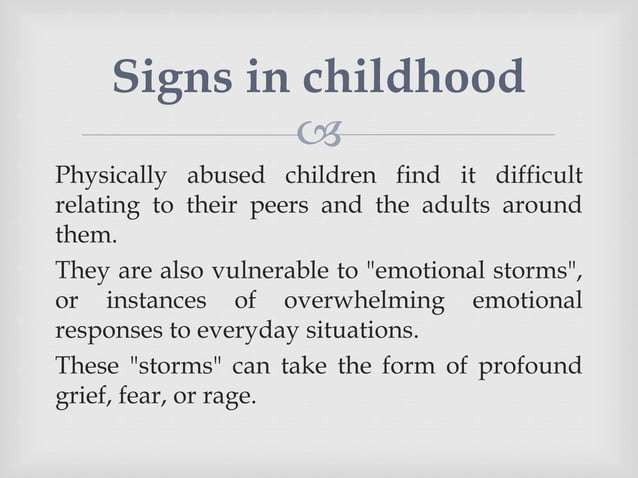 Signs in childhood
Physically abused children find it difficult
relating to their peers and the adults around
them.
They are also vulnerable to "emotional storms",
or instances of overwhelming emotional
responses to everyday situations.
These "storms" can take the form of profound
grief, fear, or rage.